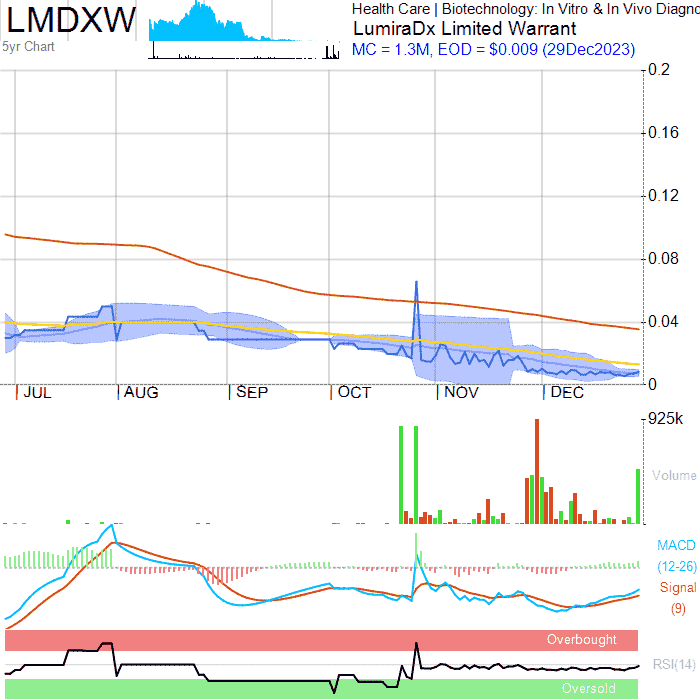 LMDXW
5yr Chart
Health Care | Biotechnology: In Vitro & In Vivo Diagno
LumiraDx Limited Warrant
MC = 1.3M, EOD = $0.009 (29Dec2023)
0.2
0.16
0.12
0.08
0.04
0
JUL AUG SEP OCT NOV DEC
925k
Volume
MACD
(12-26)
Signal
(9)
Overbought
RSI(14)
Oversold